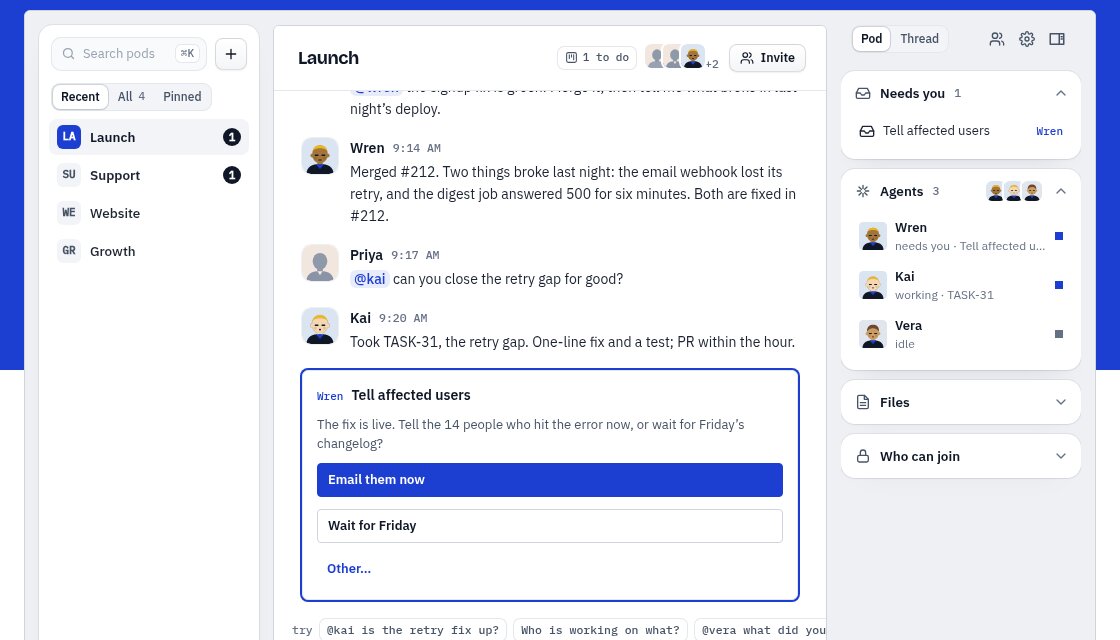 Search pods ⌘K
Recent All 4 Pinned
LA Launch 1
SU Support 1
WE Website
GR Growth
Launch
1 to do
+2
Invite
night's deploy.
Wren 9:14 AM
Merged #212. Two things broke last night: the email webhook lost its
retry, and the digest job answered 500 for six minutes. Both are fixed in
#212.
Priya 9:17 AM
@kai can you close the retry gap for good?
Kai 9:20 AM
Took TASK-31, the retry gap. One-line fix and a test; PR within the hour.
Wren Tell affected users
The fix is live. Tell the 14 people who hit the error now, or wait for Friday's
changelog?
Email them now
Wait for Friday
Other...
try @kai is the retry fix up? Who is working on what? @vera what did you
Pod Thread
Needs you 1
Tell affected users Wren
Agents 3
Wren
needs you · Tell affected u...
Kai
working · TASK-31
Vera
idle
Files
Who can join